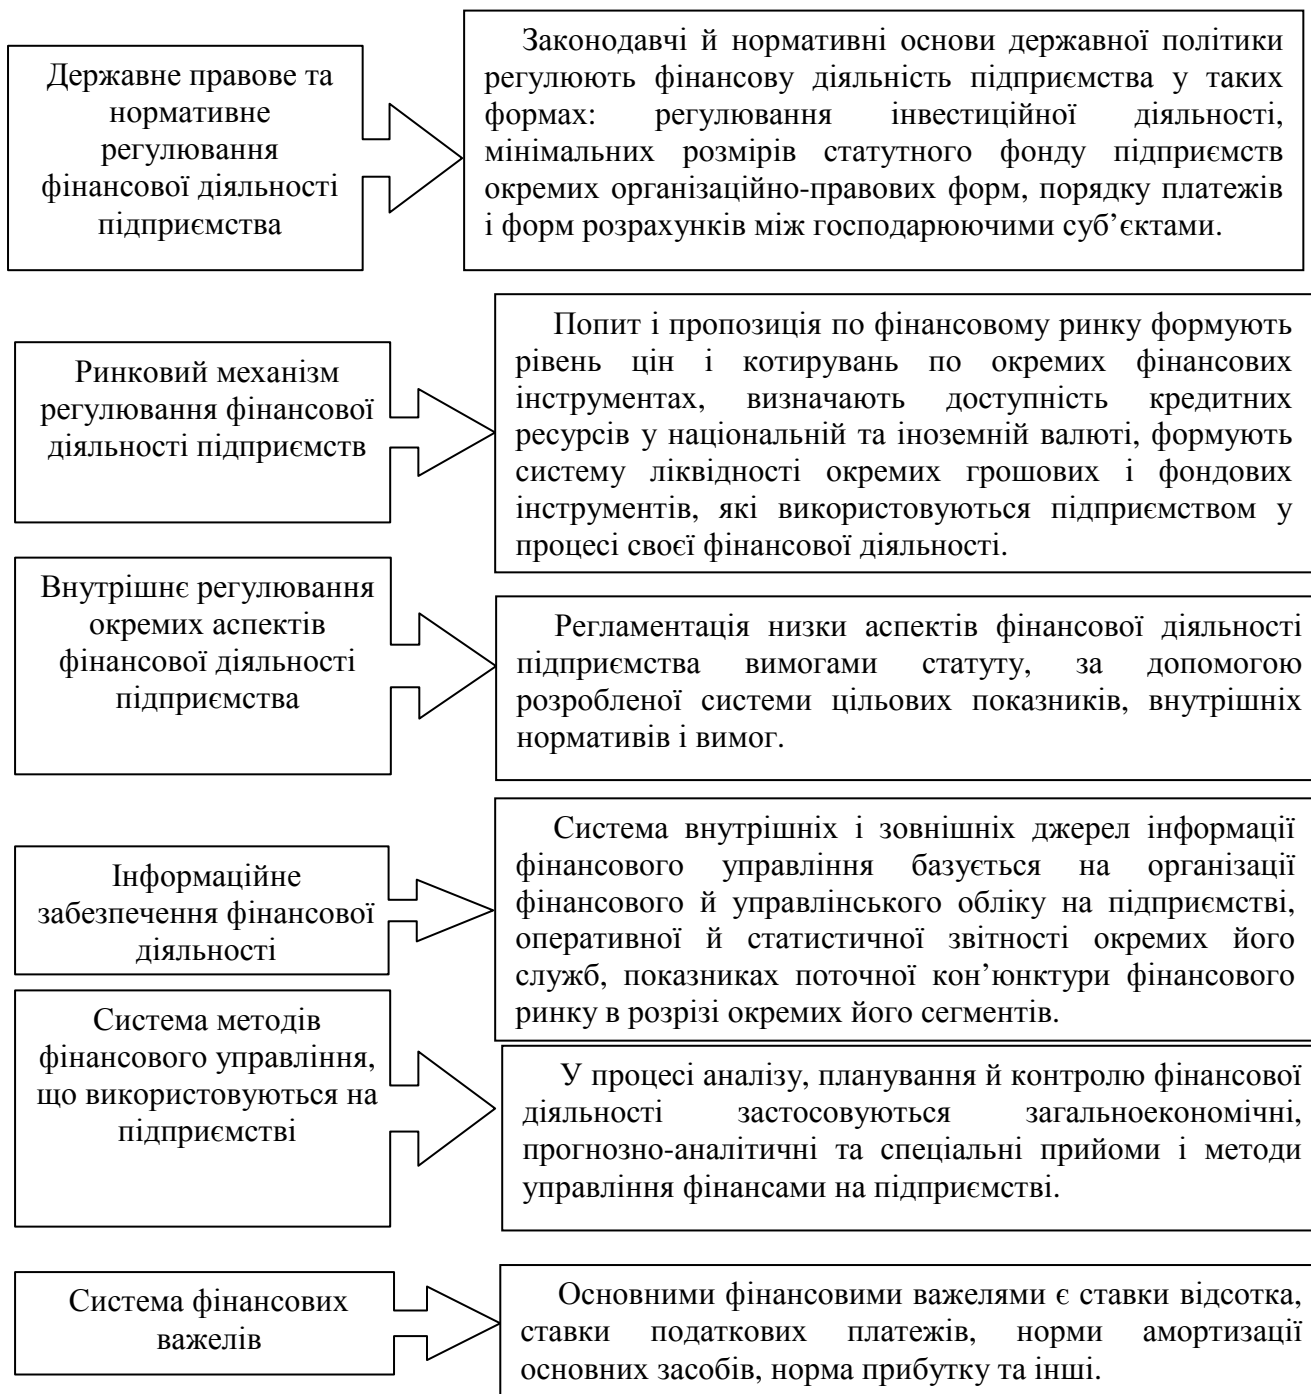 Державне правове та
нормативне
регулювання
фінансової діяльності
підприємства
Законодавчі й нормативні основи державної політики
регулюють фінансову діяльність підприємства у таких
формах: регулювання інвестиційної діяльності,
мінімальних розмірів статутного фонду підприємств
окремих організаційно-правових форм, порядку платежів
і форм розрахунків між господарюючими суб’єктами.
Ринковий механізм
регулювання фінансової
діяльності підприємств
Попит і пропозиція по фінансовому ринку формують
рівень цін і котирувань по окремих фінансових
інструментах, визначають доступність кредитних
ресурсів у національній та іноземній валюті, формують
систему ліквідності окремих грошових і фондових
інструментів, які використовуються підприємством у
процесі своєї фінансової діяльності.
Внутрішнє регулювання
окремих аспектів
фінансової діяльності
підприємства
Регламентація низки аспектів фінансової діяльності
підприємства вимогами статуту, за допомогою
розробленої системи цільових показників, внутрішніх
нормативів і вимог.
Інформаційне
забезпечення фінансової
діяльності
Система внутрішніх і зовнішніх джерел інформації
фінансового управління базується на організації
фінансового й управлінського обліку на підприємстві,
оперативної й статистичної звітності окремих його
служб, показниках поточної кон’юнктури фінансового
ринку в розрізі окремих його сегментів.
Система методів
фінансового управління,
що використовуються на
підприємстві
У процесі аналізу, планування й контролю фінансової
діяльності застосовуються загальноекономічні,
прогнозно-аналітичні та спеціальні прийоми і методи
управління фінансами на підприємстві.
Система фінансових
важелів
Основними фінансовими важелями є ставки відсотка,
ставки податкових платежів, норми амортизації
основних засобів, норма прибутку та інші.